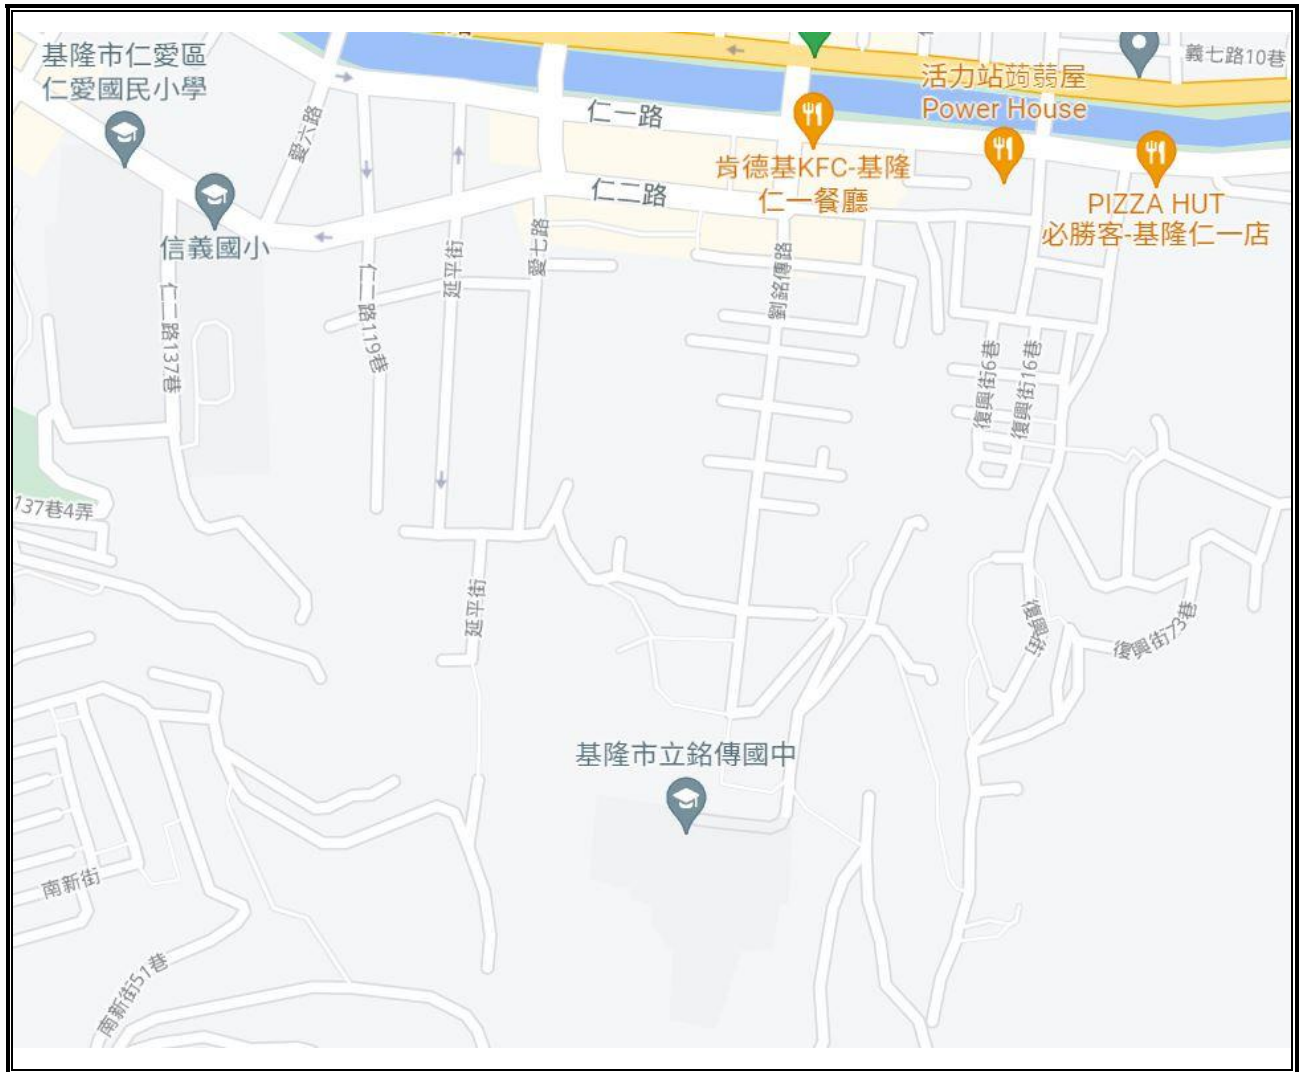 基隆市仁愛區
仁愛國民小學
義七路10巷
活力站蒟蒻屋
Power House
仁一路
愛六路
肯德基KFC-基隆
仁一餐廳
仁二路
PIZZA HUT
必勝客-基隆仁一店
信義國小
愛七路
延平街
劉銘傳路
仁二路119巷
仁二路137巷
復興街6巷
復興街16巷
137巷4弄
延平街
復興街
復興街73巷
基隆市立銘傳國中
南新街
南新街51巷